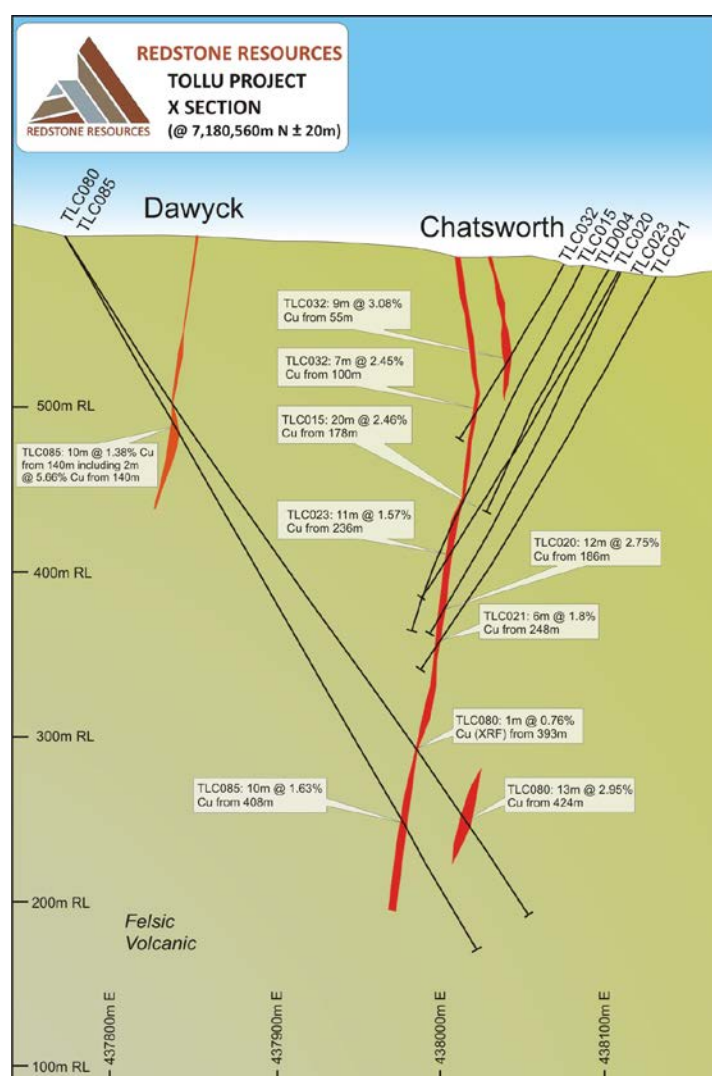 REDSTONE RESOURCES
TOLLU PROJECT
X SECTION
(@ 7,180,560m N ± 20m)
REDSTONE RESOURCES
TLC080
TLC085
Dawyck
Chatsworth
TLC032
TLC015
TLD004
TLC020
TLC023
TLC021
TLC032: 9m @ 3.08%
Cu from 55m
TLC032: 7m @ 2.45%
Cu from 100m
500m RL
TLC015: 20m @ 2.46%
Cu from 178m
TLC085: 10m @ 1.38% Cu
from 140m including 2m
@ 5.66% Cu from 140m
TLC023: 11m @ 1.57%
Cu from 236m
TLC020: 12m @ 2.75%
Cu from 186m
400m RL
TLC021: 6m @ 1.8%
Cu from 248m
TLC080: 1m @ 0.76%
Cu (XRF) from 393m
300m RL
TLC085: 10m @ 1.63%
Cu from 408m
TLC080: 13m @ 2.95%
Cu from 424m
200m RL
Felsic
Volcanic
437800m E
437900m E
438000m E
438100m E
100m RL